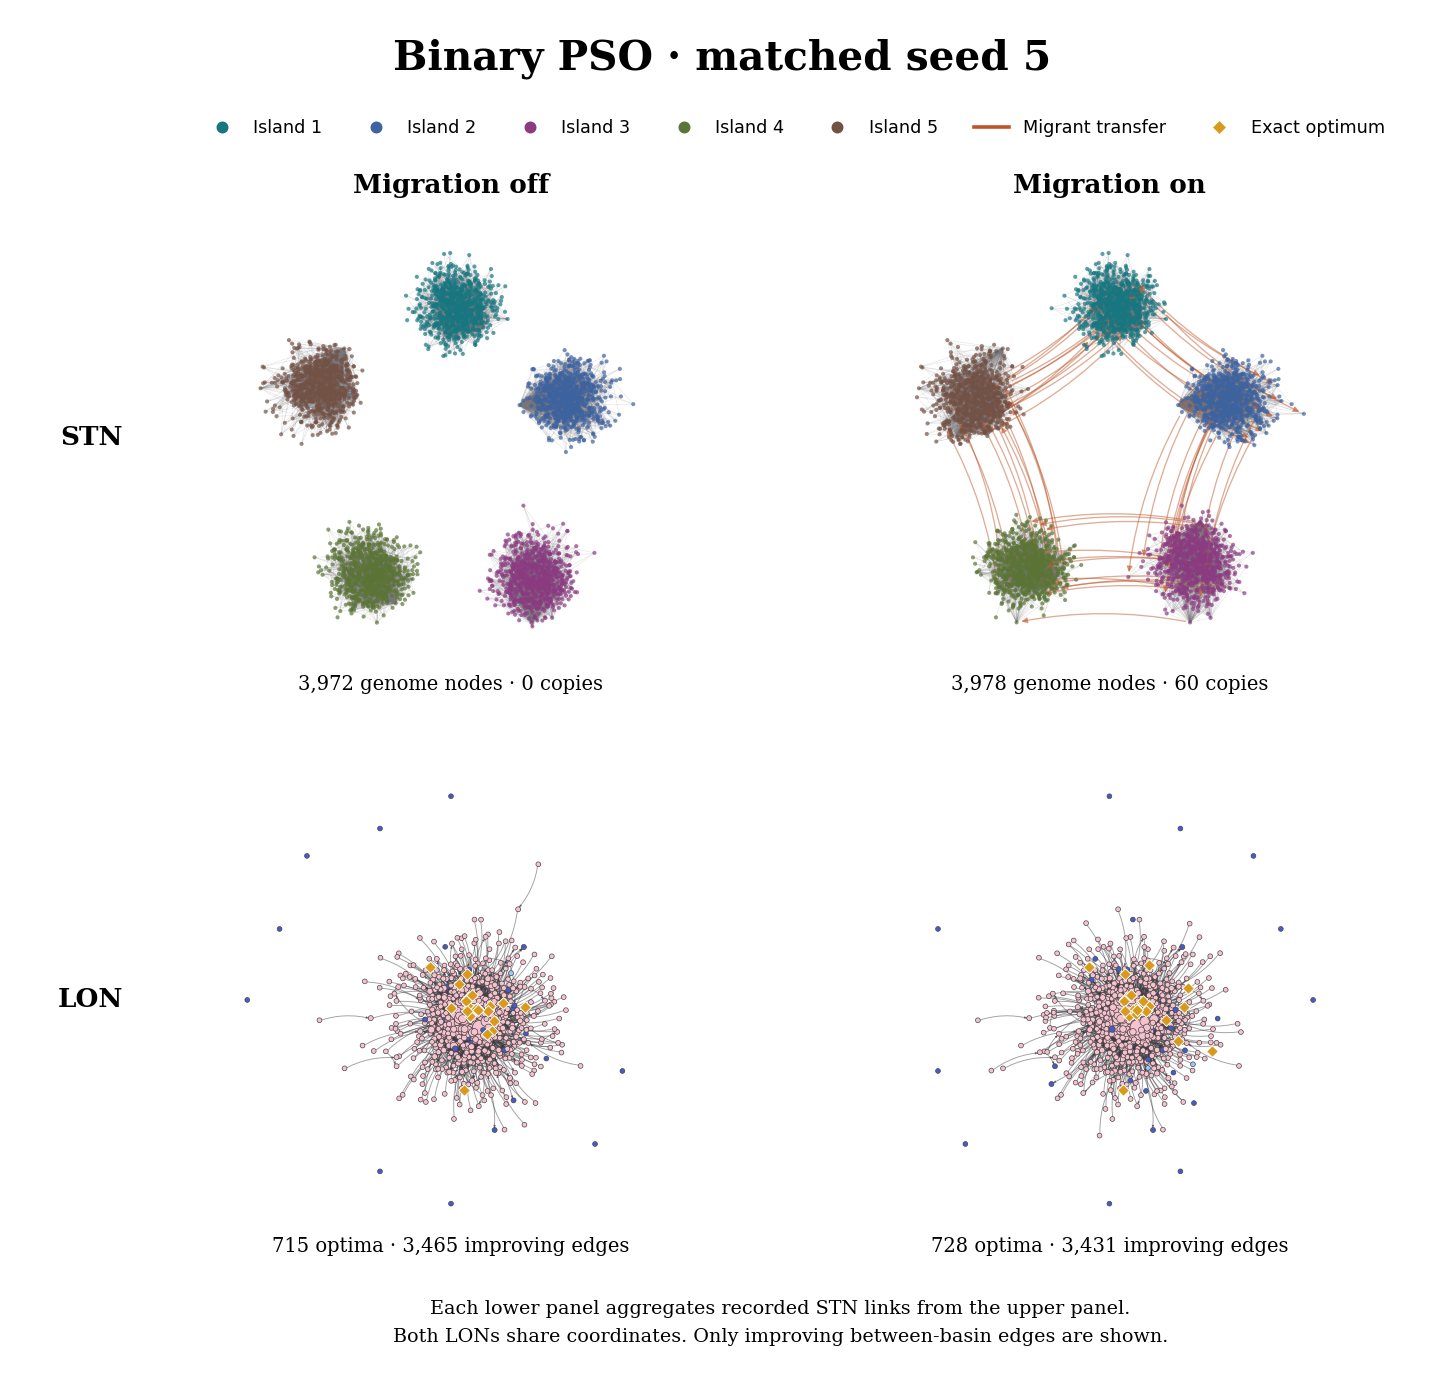 Binary PSO · matched seed 5
Island 1 Island 2 Island 3 Island 4 Island 5 Migrant transfer Exact optimum
Migration off Migration on
STN
3,972 genome nodes · 0 copies 3,978 genome nodes · 60 copies
LON
715 optima · 3,465 improving edges 728 optima · 3,431 improving edges
Each lower panel aggregates recorded STN links from the upper panel.
Both LONs share coordinates. Only improving between-basin edges are shown.